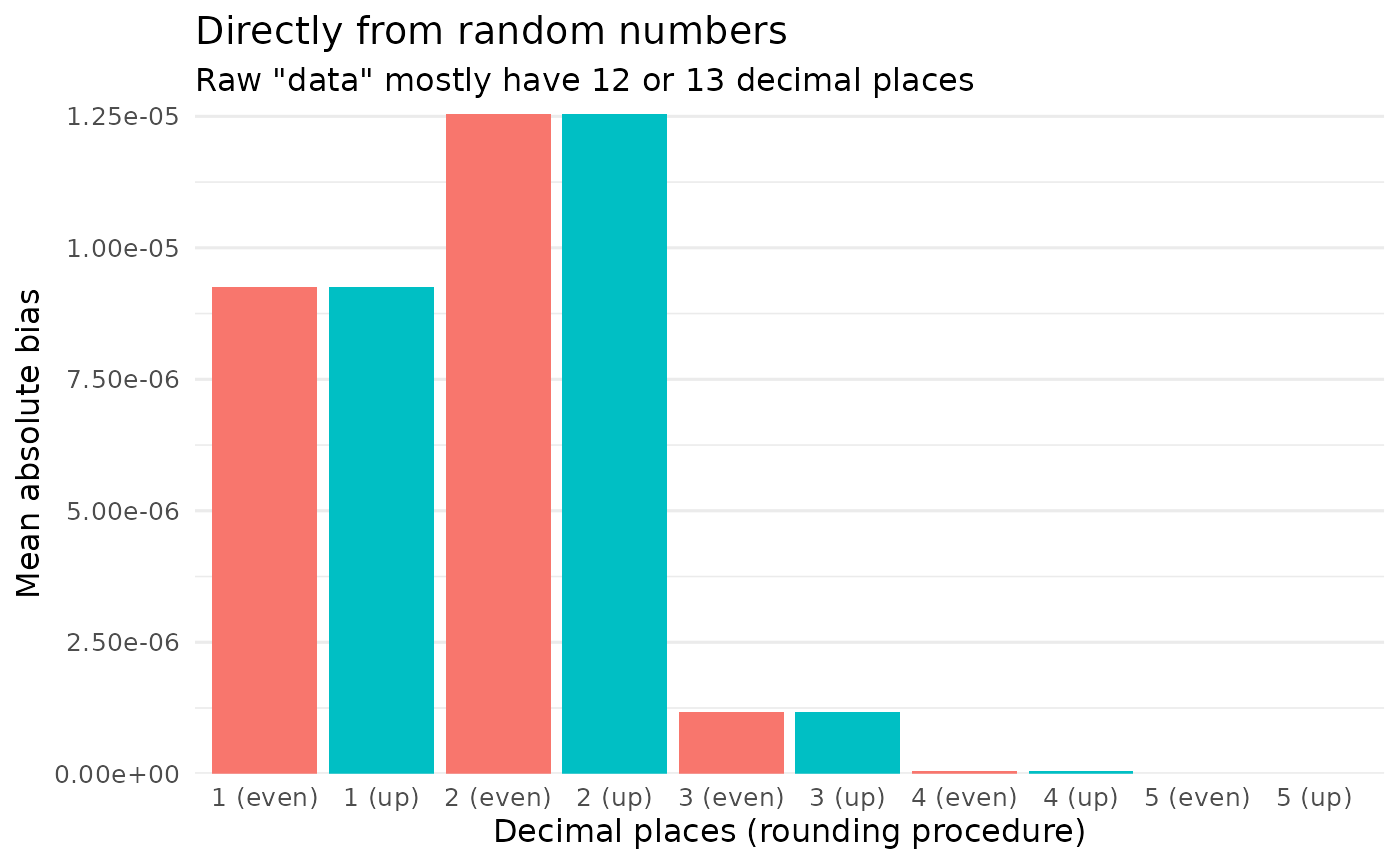 Directly from random numbers
Raw "data" mostly have 12 or 13 decimal places
Mean absolute bias
1.25e-05
1.00e-05
7.50e-06
5.00e-06
2.50e-06
0.00e+00
1 (even) 1 (up) 2 (even) 2 (up) 3 (even) 3 (up) 4 (even) 4 (up) 5 (even) 5 (up)
Decimal places (rounding procedure)